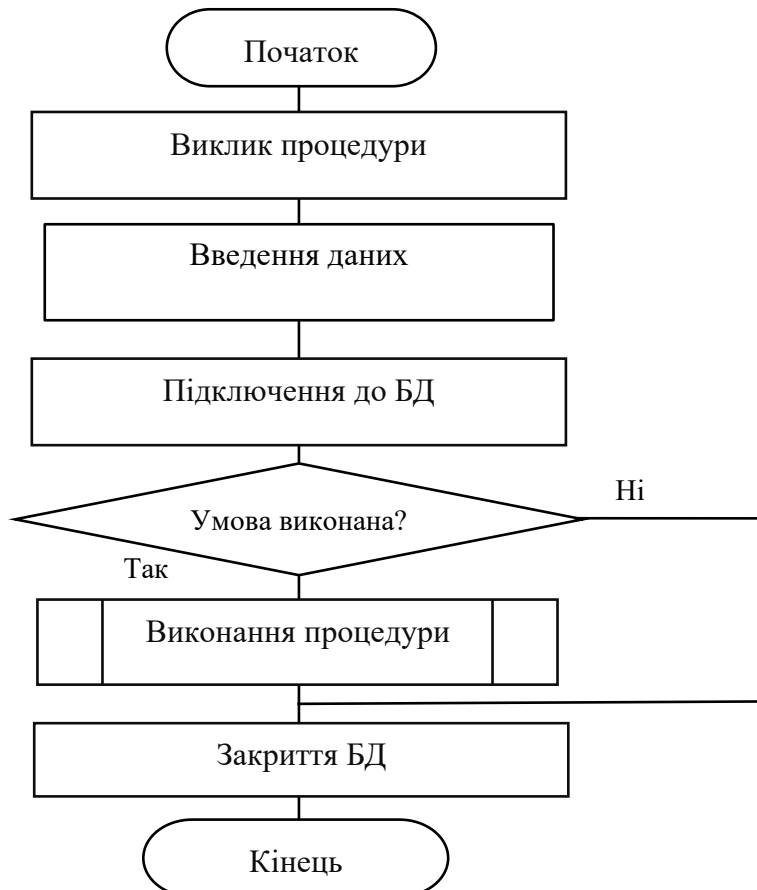 Початок
Виклик процедури
Введення даних
Підключення до БД
Ні
Умова виконана?
Так
Виконання процедури
Закриття БД
Кінець